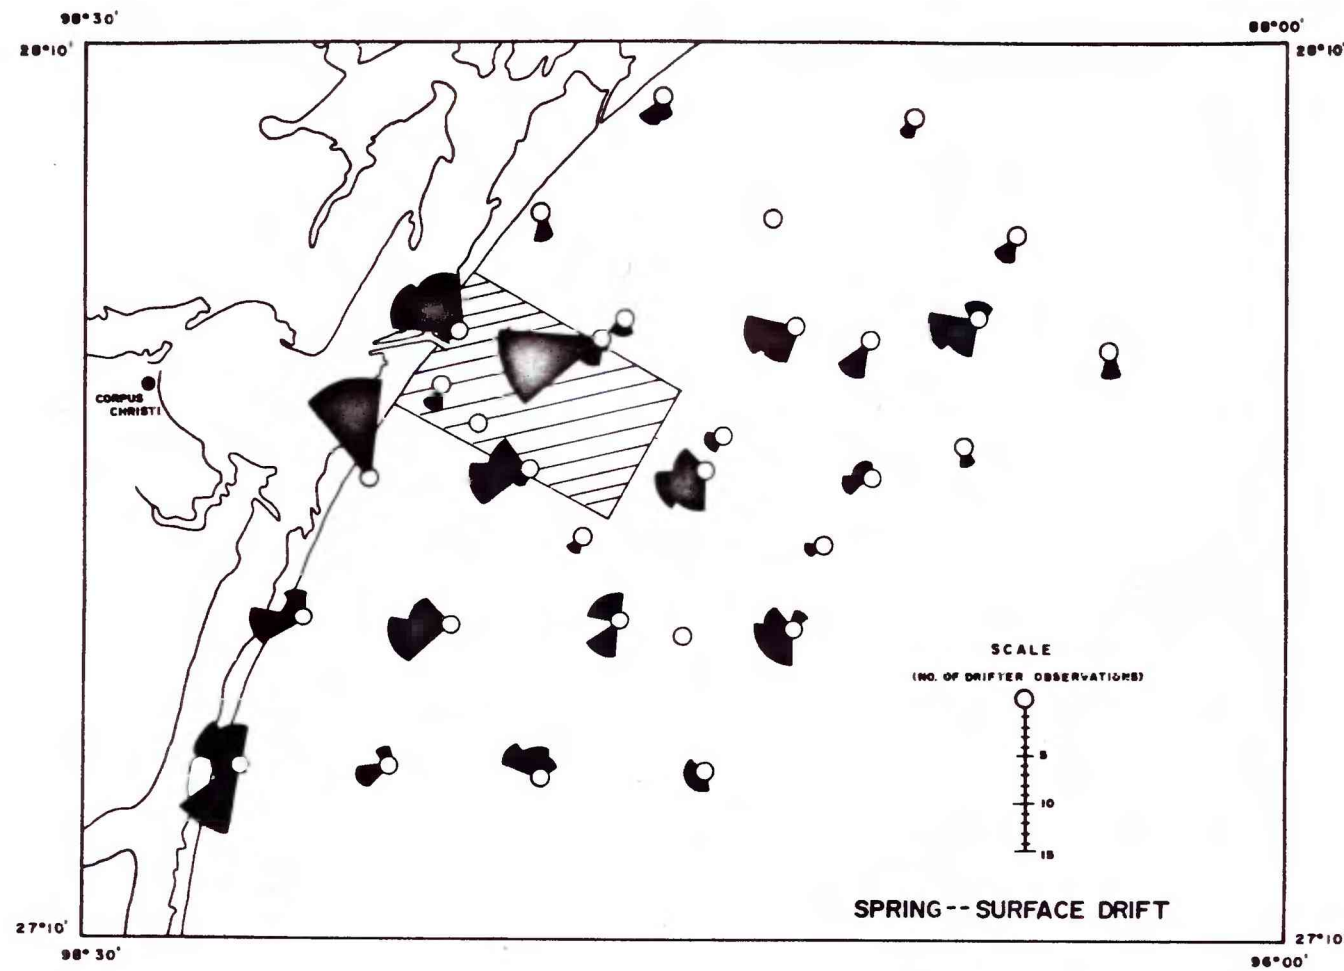 98°30'
88°00'
28°10'
28°10'
CORPUS
CHRISTI
SCALE
(NO. OF DRIFTER OBSERVATIONS)
5
10
15
SPRING--SURFACE DRIFT
27°10'
27°10
98°30'
96°00'